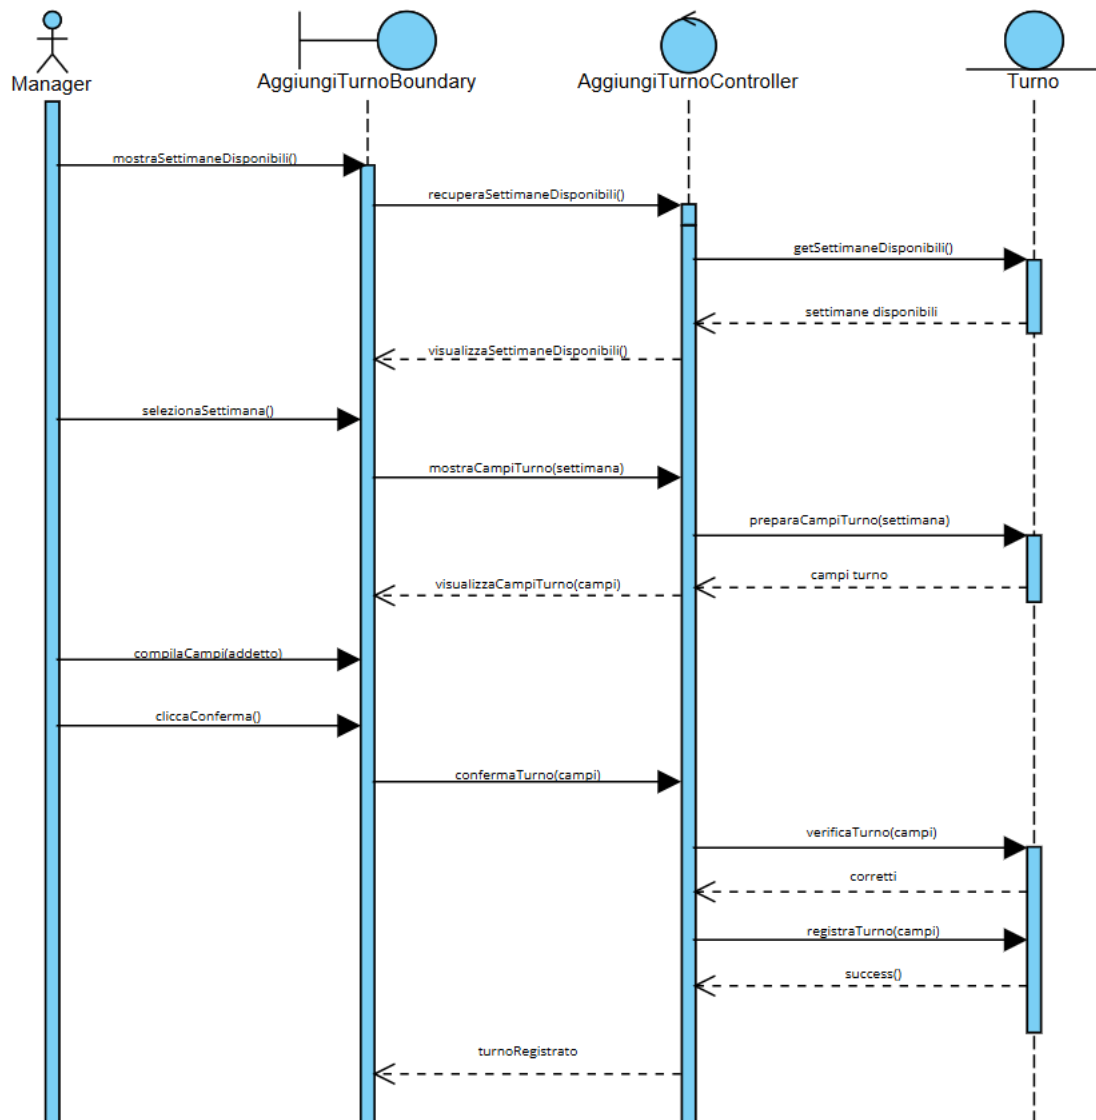 Manager
AggiungiTurnoBoundary
AggiungiTurnoController
Turno
mostraSettimaneDisponibili()
recuperaSettimaneDisponibili()
getSettimaneDisponibili()
settimane disponibili
visualizzaSettimaneDisponibili()
selezionaSettimana()
mostraCampiTurno(settimana)
preparaCampiTurno(settimana)
campi turno
visualizzaCampiTurno(campi)
compilaCampi(addetto)
cliccaConferma()
confermaTurno(campi)
verificaTurno(campi)
corretti
registraTurno(campi)
success()
turnoRegistrato